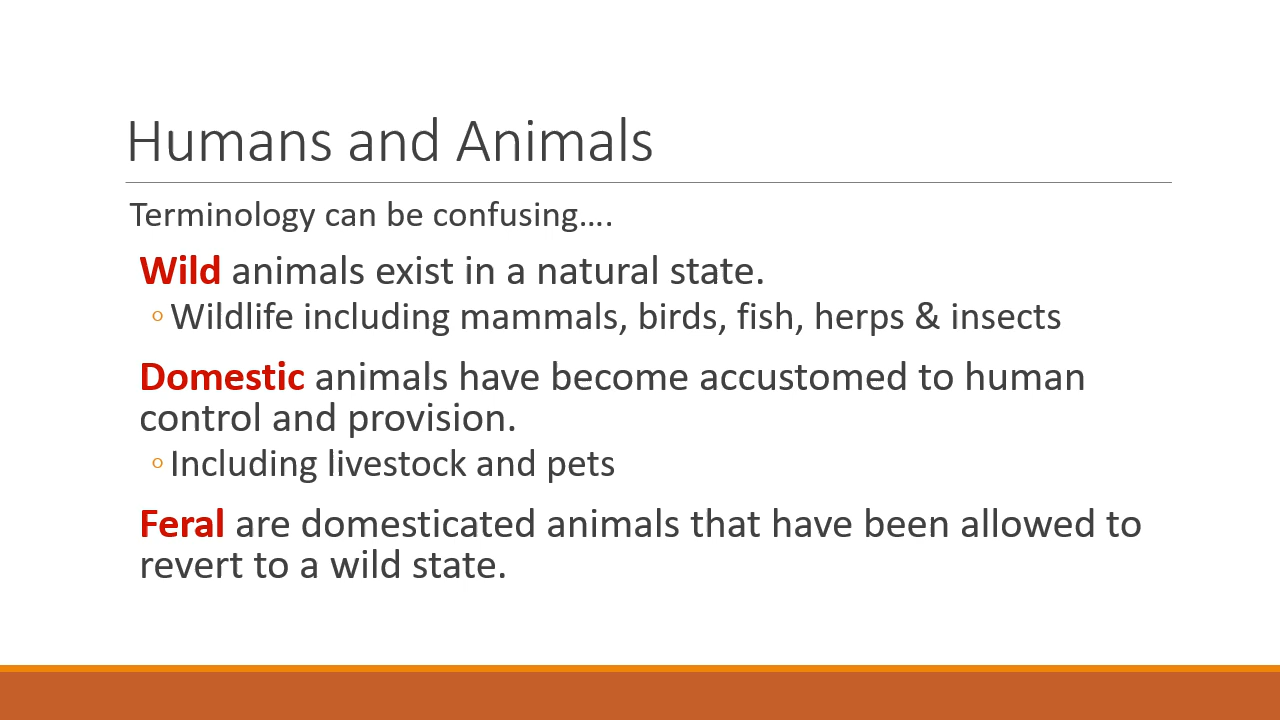 Humans and Animals
Terminology can be confusing….
Wild animals exist in a natural state.
◦ Wildlife including mammals, birds, fish, herps & insects
Domestic animals have become accustomed to human
control and provision.
◦ Including livestock and pets
Feral are domesticated animals that have been allowed to
revert to a wild state.